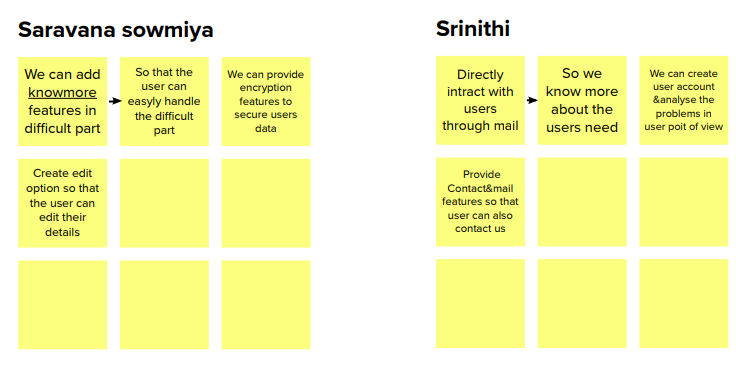 Saravana sowmiya
We can add
knowmore
features in
difficult part
So that the
user can
easyly handle
the difficult
part
We can provide
encryption
features to
secure users
data
Create edit
option so that
the user can
edit their
details
Srinithi
Directly
intract with
users
through mail
So we
know more
about the
users need
We can create
user account
&analyse the
problems in
user poit of view
Provide
Contact&mail
features so that
user can also
contact us